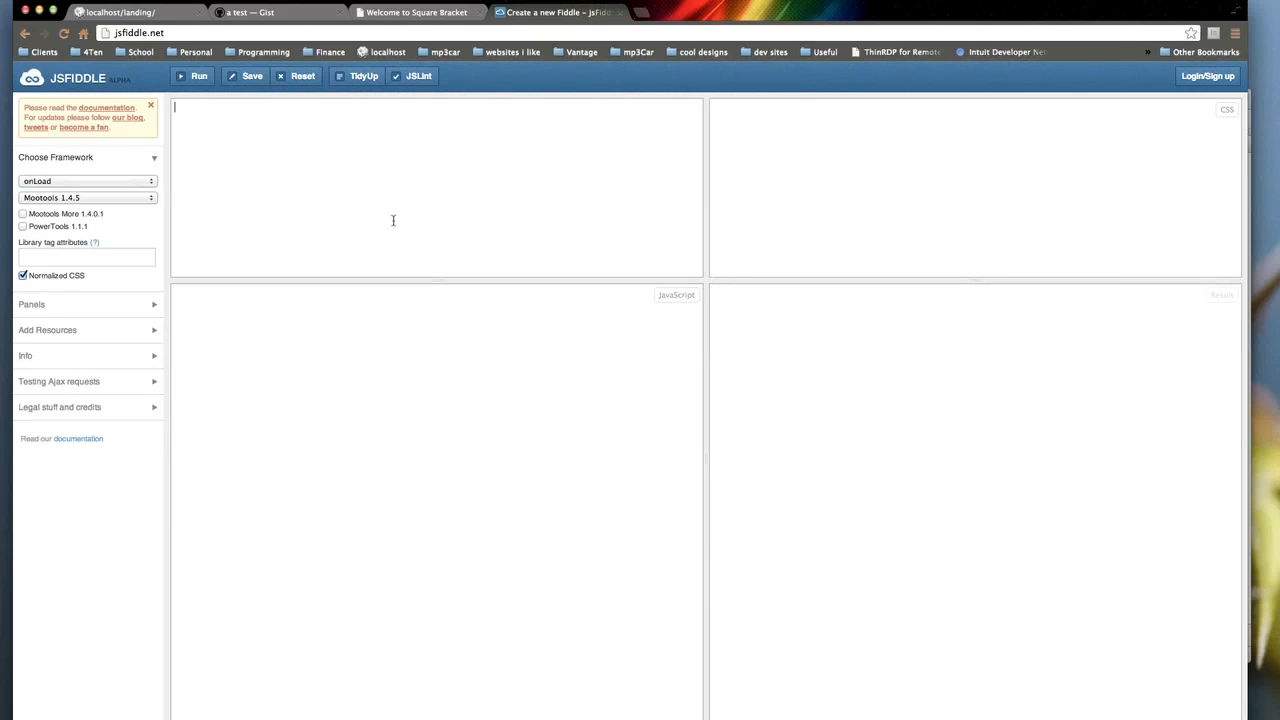 localhost/landing/
a test — Gist
Welcome to Square Bracket
Create a new Fiddle – jsFidd
jsfiddle.net
Clients
4Ten
School
Personal
Programming
Finance
localhost
mp3car
websites i like
Vantage
mp3Car
cool designs
dev sites
Useful
ThinRDP for Remote
Intuit Developer Net
»
Other Bookmarks
JSFIDDLE ALPHA
Run
Save
Reset
TidyUp
JSLint
Login/Sign up
Please read the documentation.
For updates please follow our blog,
tweets or become a fan.
Choose Framework
onLoad
Mootools 1.4.5
Mootools More 1.4.0.1
PowerTools 1.1.1
Library tag attributes (?)
Normalized CSS
Panels
Add Resources
Info
Testing Ajax requests
Legal stuff and credits
Read our documentation
CSS
JavaScript
Result